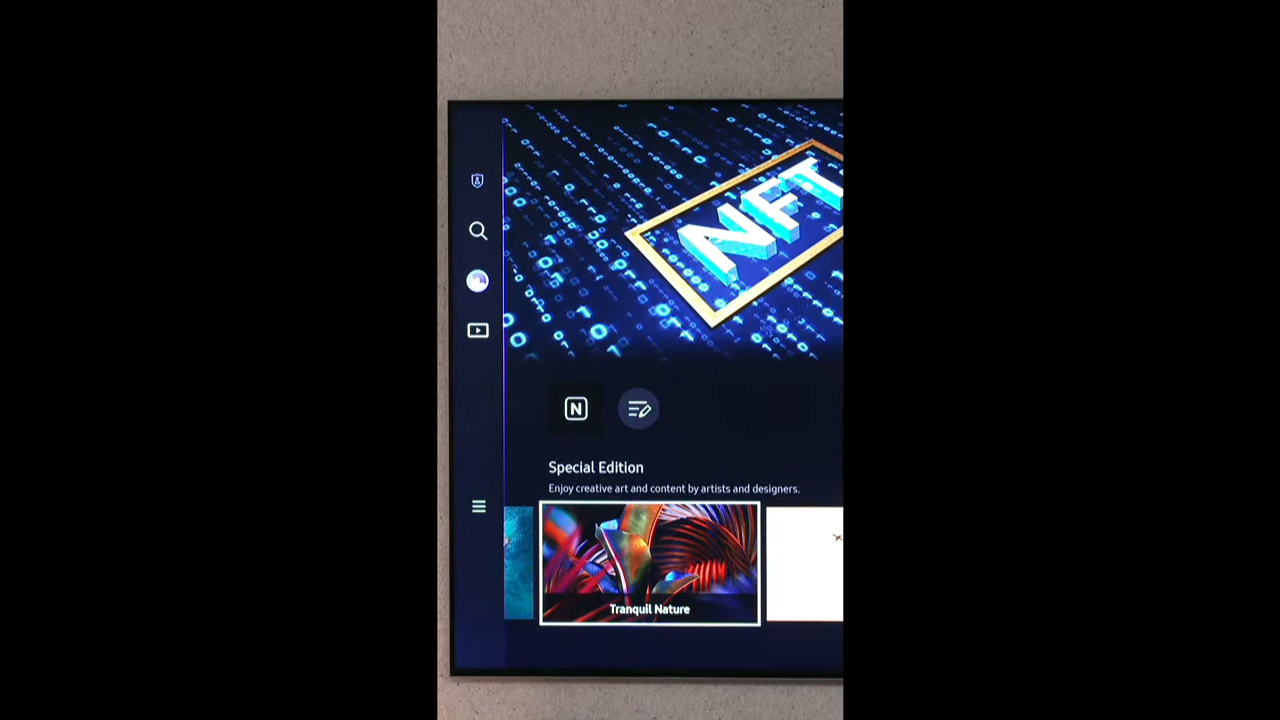 NFT
N
Special Edition
Enjoy creative art and content by artists and designers.
Tranquil Nature